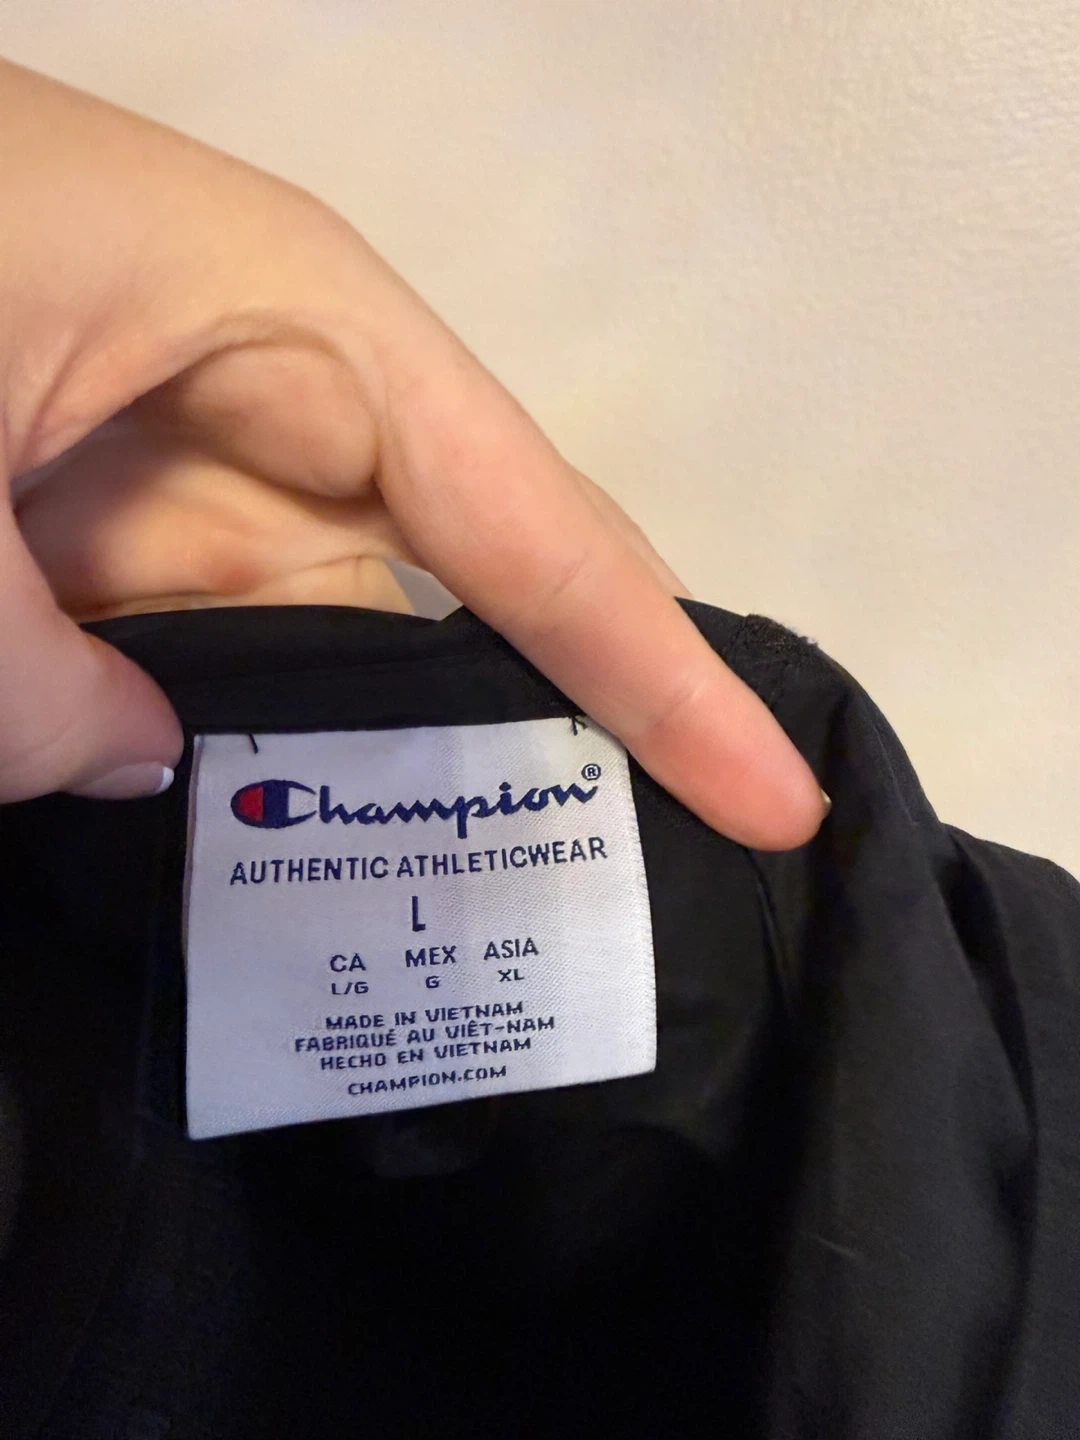 Champion®
AUTHENTIC ATHLETICWEAR
L
CA MEX ASIA
L/G G XL
MADE IN VIETNAM
FABRIQUÉ AU VIÊT-NAM
HECHO EN VIETNAM
CHAMPION.COM